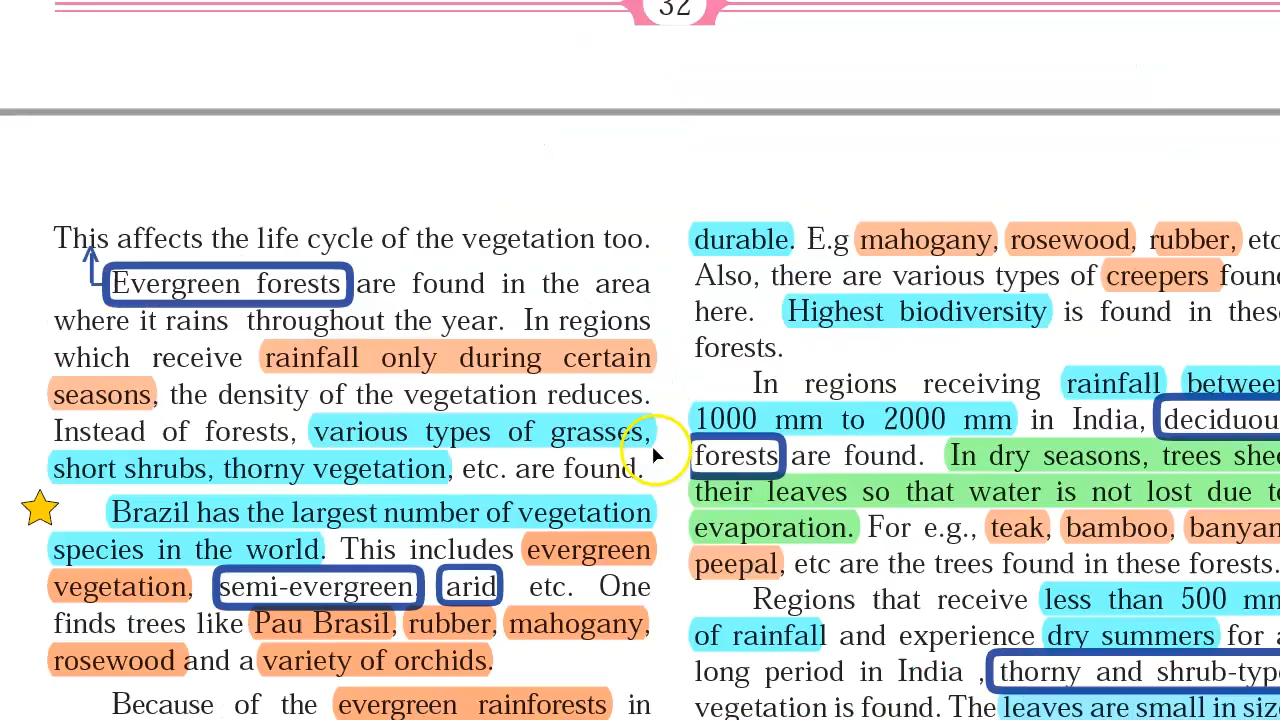 32
This affects the life cycle of the vegetation too.
Evergreen forests are found in the area
where it rains throughout the year. In regions
which receive rainfall only during certain
seasons, the density of the vegetation reduces.
Instead of forests, various types of grasses,
short shrubs, thorny vegetation, etc. are found.
Brazil has the largest number of vegetation
species in the world. This includes evergreen
vegetation, semi-evergreen, arid etc. One
finds trees like Pau Brasil, rubber, mahogany,
rosewood and a variety of orchids.
Because of the evergreen rainforests in
durable. E.g mahogany, rosewood, rubber, etc
Also, there are various types of creepers foun
here. Highest biodiversity is found in thes
forests.
In regions receiving rainfall between
1000 mm to 2000 mm in India, deciduou
forests are found. In dry seasons, trees she
their leaves so that water is not lost due t
evaporation. For e.g., teak, bamboo, banyan
peepal, etc are the trees found in these forests.
Regions that receive less than 500 mm
of rainfall and experience dry summers for a
long period in India , thorny and shrub-type
vegetation is found. The leaves are small in size